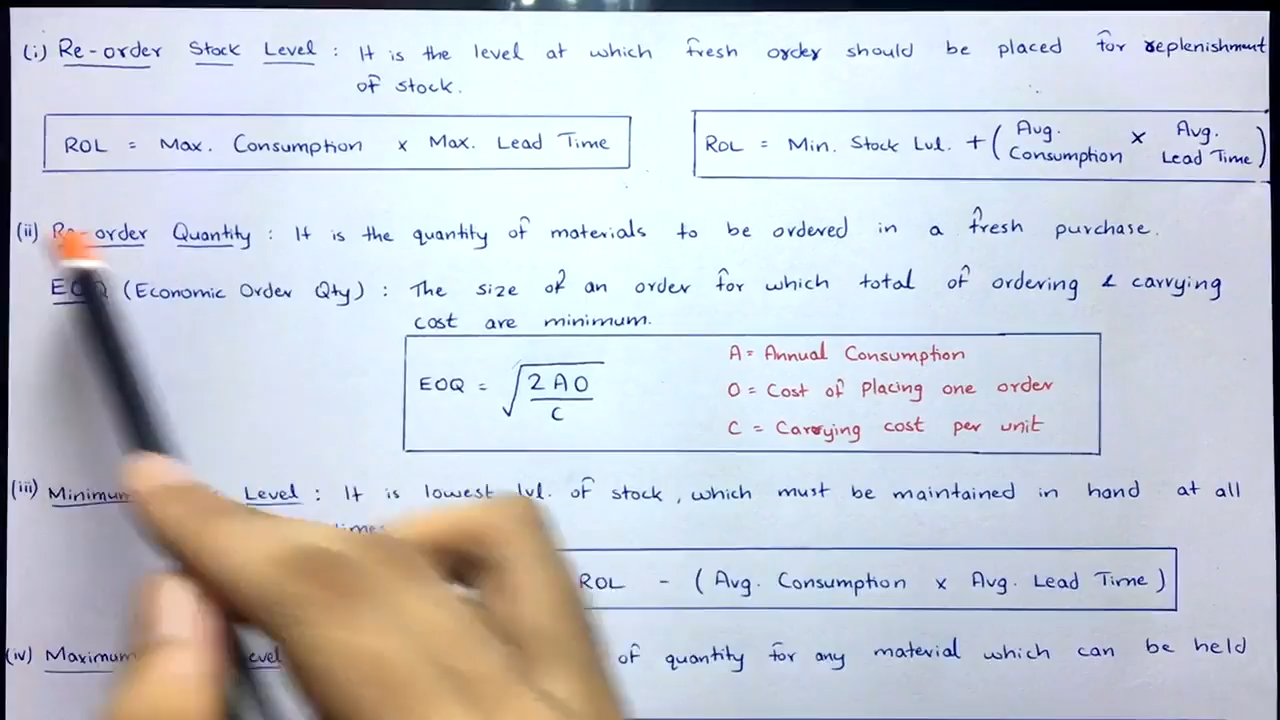 (i) Re-order Stock Level : It is the level at which fresh order should be placed for replenishment
of stock.
ROL = Max. Consumption x Max. Lead Time
ROL = Min. Stock Lvl. + ( Avg. Consumption x Avg. Lead Time )
(ii) Re-order Quantity : It is the quantity of materials to be ordered in a fresh purchase.
EOQ (Economic Order Qty) : The size of an order for which total of ordering & carrying
cost are minimum.
EOQ = √(2AO / C)
A = Annual Consumption
O = Cost of Placing one order
C = Carrying cost per unit
(iii) Minimum Level : It is lowest lvl. of stock, which must be maintained in hand at all
times
ROL - ( Avg. Consumption x Avg. Lead Time )
(iv) Maximum Level of quantity for any material which can be held